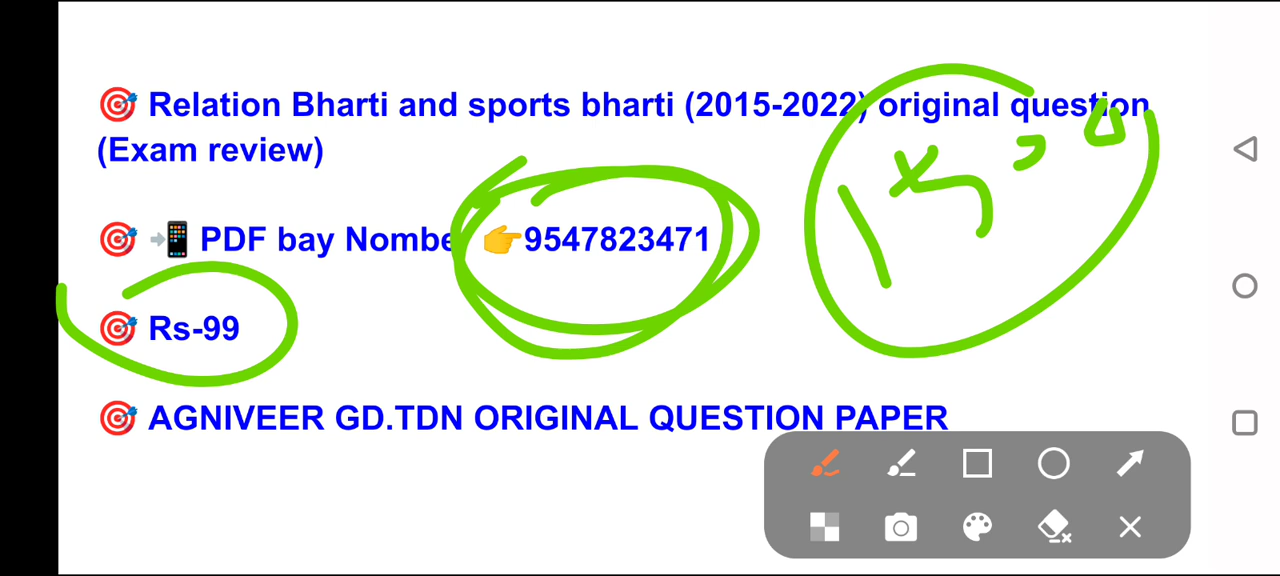 🎯 Relation Bharti and sports bharti (2015-2022) original question
(Exam review)
🎯 📲 PDF bay Nombe 👉9547823471
🎯 Rs-99
🎯 AGNIVEER GD.TDN ORIGINAL QUESTION PAPER